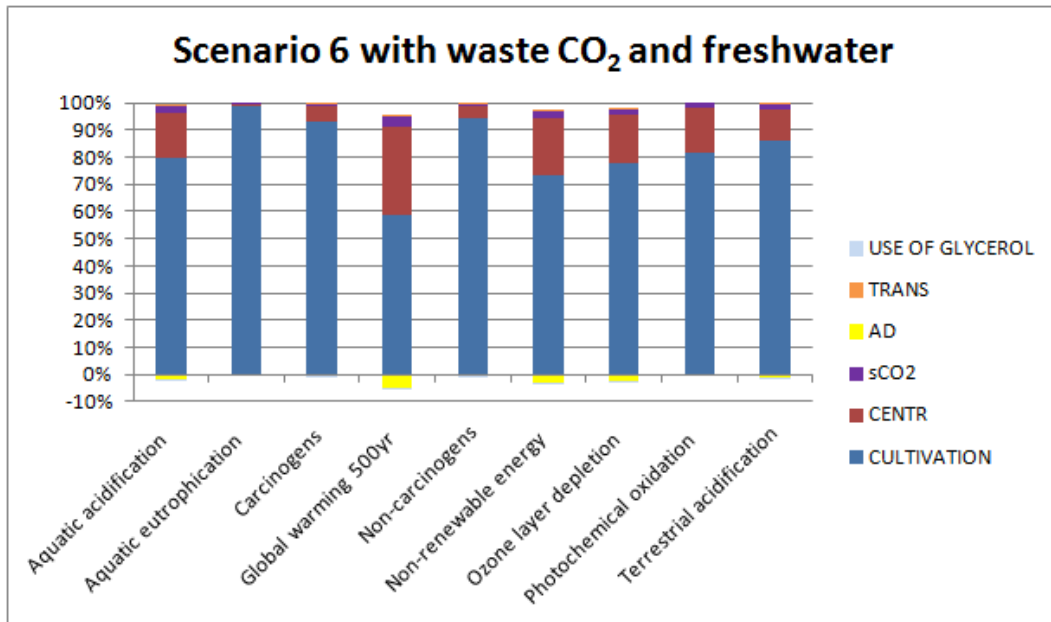 Scenario 6 with waste CO₂ and freshwater
100%
90%
80%
70%
60%
50%
40%
30%
20%
10%
0%
-10%
Aquatic acidification
Aquatic eutrophication
Carcinogens
Global warming 500yr
Non-carcinogens
Non-renewable energy
Ozone layer depletion
Photochemical oxidation
Terrestrial acidification
USE OF GLYCEROL
TRANS
AD
sCO2
CENTR
CULTIVATION